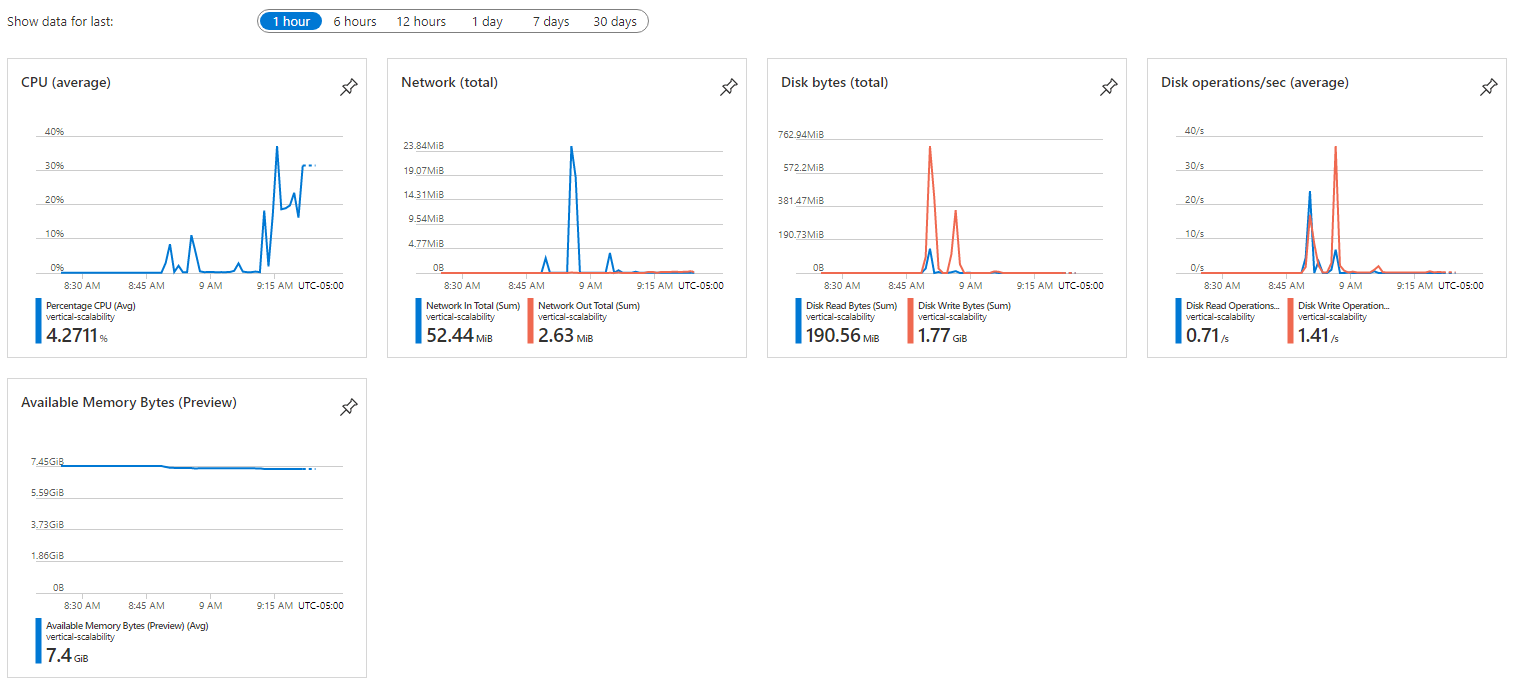 Show data for last:
1 hour 6 hours 12 hours 1 day 7 days 30 days
CPU (average)
40%
30%
20%
10%
0%
8:30 AM 8:45 AM 9 AM 9:15 AM UTC-05:00
Percentage CPU (Avg)
vertical-scalability
4.2711 %
Network (total)
23.84MiB
19.07MiB
14.31MiB
9.54MiB
4.77MiB
0B
8:30 AM 8:45 AM 9 AM 9:15 AM UTC-05:00
Network In Total (Sum) Network Out Total (Sum)
vertical-scalability vertical-scalability
52.44 MiB 2.63 MiB
Disk bytes (total)
762.94MiB
572.2MiB
381.47MiB
190.73MiB
0B
8:30 AM 8:45 AM 9 AM 9:15 AM UTC-05:00
Disk Read Bytes (Sum) Disk Write Bytes (Sum)
vertical-scalability vertical-scalability
190.56 MiB 1.77 GiB
Disk operations/sec (average)
40/s
30/s
20/s
10/s
0/s
8:30 AM 8:45 AM 9 AM 9:15 AM UTC-05:00
Disk Read Operations... Disk Write Operation...
vertical-scalability vertical-scalability
0.71 /s 1.41 /s
Available Memory Bytes (Preview)
7.45GiB
5.59GiB
3.73GiB
1.86GiB
0B
8:30 AM 8:45 AM 9 AM 9:15 AM UTC-05:00
Available Memory Bytes (Preview) (Avg)
vertical-scalability
7.4 GiB